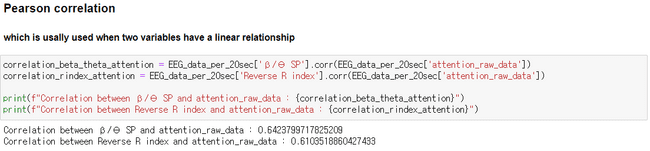 Pearson correlation
which is usally used when two variables have a linear relationship
correlation_beta_theta_attention = EEG_data_per_20sec['β/Θ SP'].corr(EEG_data_per_20sec['attention_raw_data'])
correlation_rindex_attention = EEG_data_per_20sec['Reverse R index'].corr(EEG_data_per_20sec['attention_raw_data'])
print(f"Correlation between β/Θ SP and attention_raw_data : {correlation_beta_theta_attention}")
print(f"Correlation between Reverse R index and attention_raw_data : {correlation_rindex_attention}")
Correlation between β/Θ SP and attention_raw_data : 0.6423799717825209
Correlation between Reverse R index and attention_raw_data : 0.6103518860427433